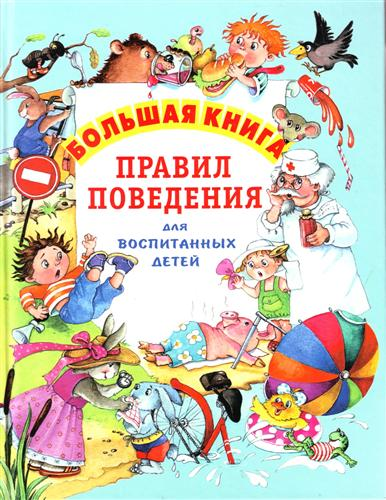 БОЛЬШАЯ КНИГА
ПРАВИЛ
ПОВЕДЕНИЯ
для
ВОСПИТАННЫХ
ДЕТЕЙ